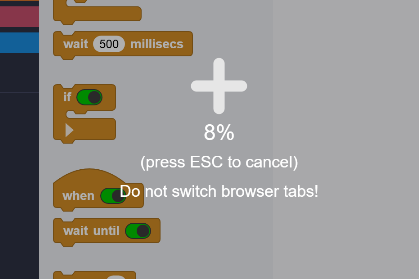 wait 500 millisecs
if
8%
(press ESC to cancel)
when
Do not switch browser tabs!
wait until